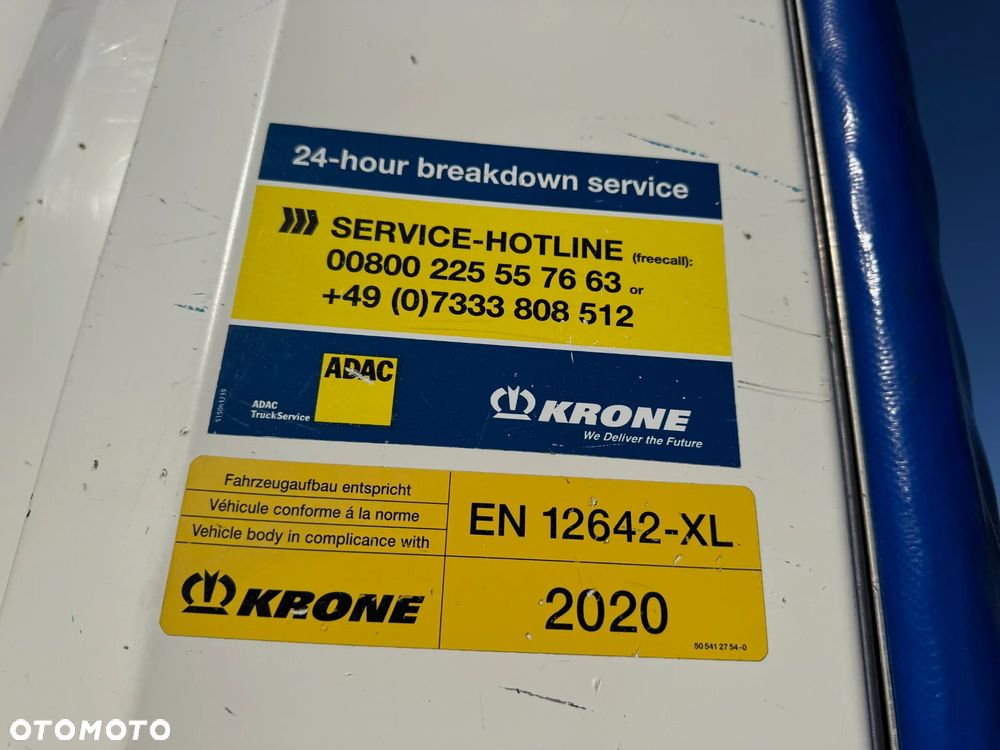 24-hour breakdown service
SERVICE-HOTLINE (freecall):
00800 225 55 7663 or
+49 (0)7333 808 512
ADAC
ADAC
TruckService
KRONE
We Deliver the Future
Fahrzeugaufbau entspricht
Véhicule conforme á la norme
Vehicle body in complicance with
EN 12642-XL
KRONE
2020
50 541 27 54-0
OTOMOTO